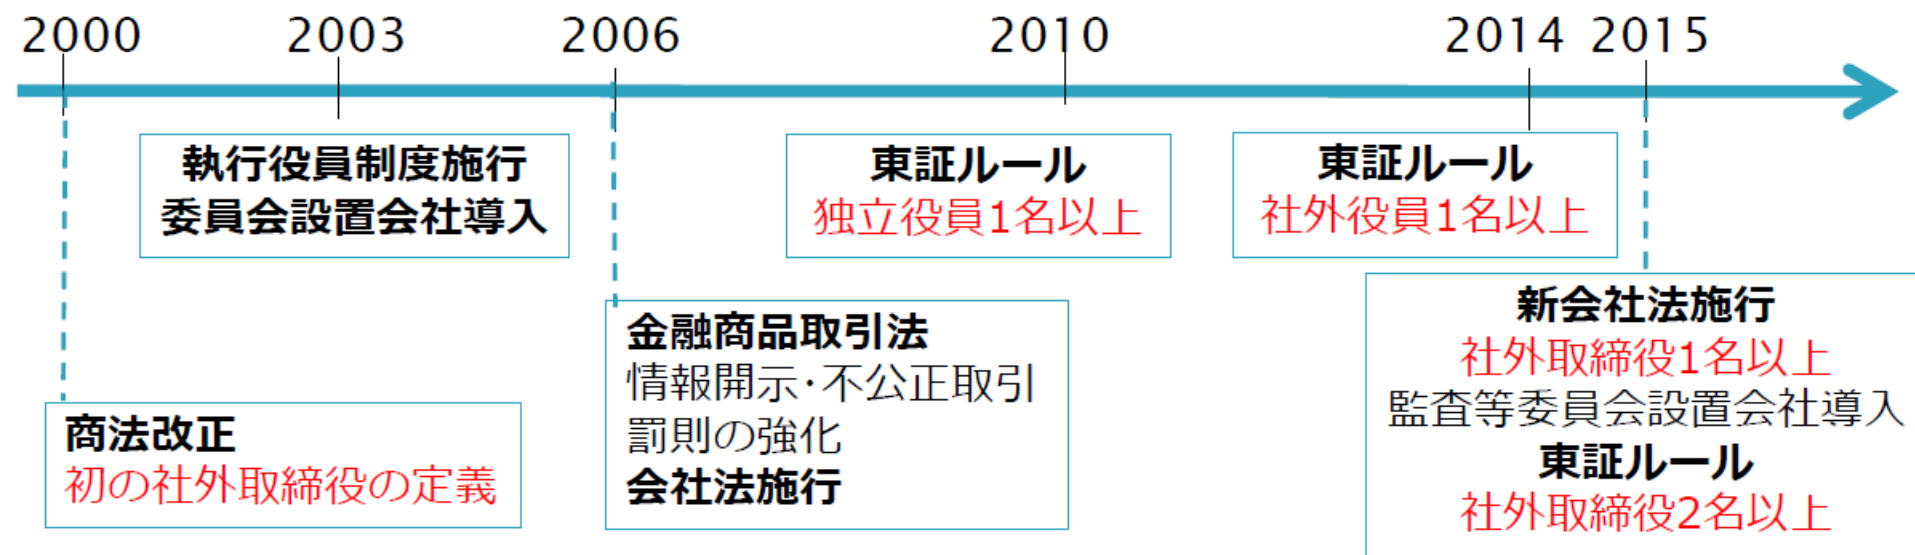 2000
2003
2006
2010
2014
2015
執行役員制度施行
委員会設置会社導入
東証ルール
独立役員1名以上
東証ルール
社外役員1名以上
商法改正
初の社外取締役の定義
金融商品取引法
情報開示･不公正取引
罰則の強化
会社法施行
新会社法施行
社外取締役1名以上
監査等委員会設置会社導入
東証ルール
社外取締役2名以上